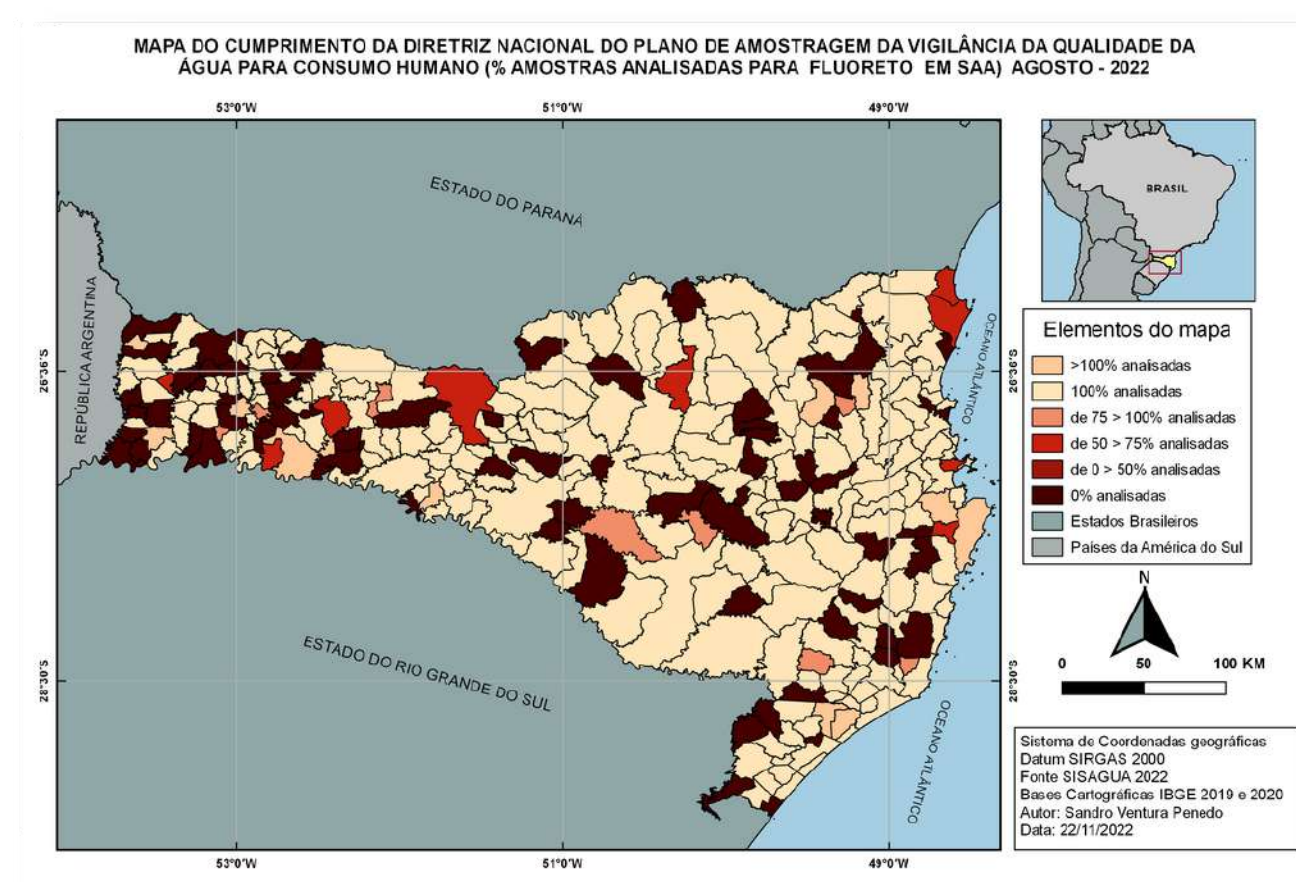 MAPA DO CUMPRIMENTO DA DIRETRIZ NACIONAL DO PLANO DE AMOSTRAGEM DA VIGILÂNCIA DA QUALIDADE DA
ÁGUA PARA CONSUMO HUMANO (% AMOSTRAS ANALISADAS PARA FLUORETO EM SAA) AGOSTO - 2022
53°0'W
51°0'W
49°0'W
ESTADO DO PARANÁ
REPÚBLICA ARGENTINA
26°36'S
OCEANO ATLÂNTICO
26°36'S
ESTADO DO RIO GRANDE DO SUL
28°30'S
OCEANO ATLÂNTICO
28°30'S
53°0'W
51°0'W
49°0'W
BRASIL
Elementos do mapa
>100% analisadas
100% analisadas
de 75 > 100% analisadas
de 50 > 75% analisadas
de 0 > 50% analisadas
0% analisadas
Estados Brasileiros
Países da América do Sul
N
0 50 100 KM
Sistema de Coordenadas geográficas
Datum SIRGAS 2000
Fonte SISAGUA 2022
Bases Cartográficas IBGE 2019 e 2020
Autor: Sandro Ventura Penedo
Data: 22/11/2022